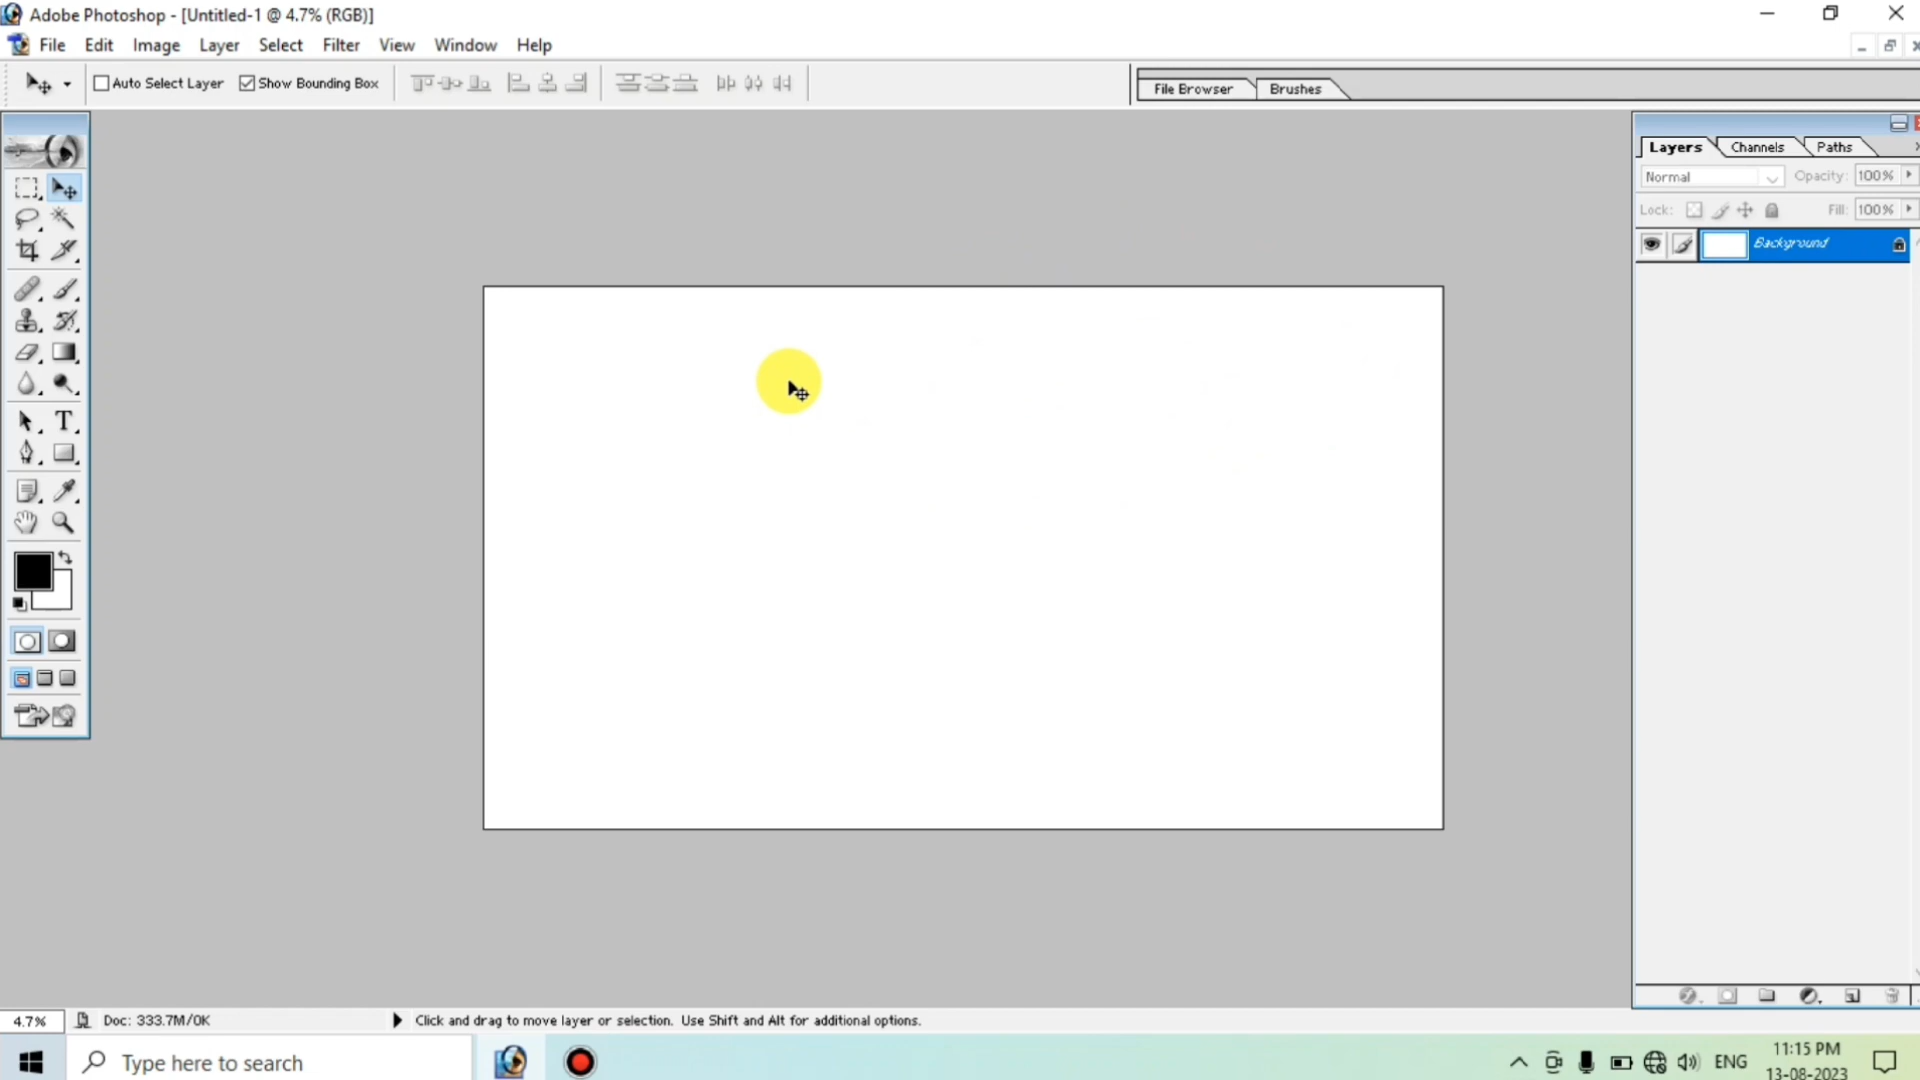 Adobe Photoshop - [Untitled-1 @ 4.7% (RGB)]
File Edit Image Layer Select Filter View Window Help
Auto Select Layer Show Bounding Box
File Browser Brushes
Layers Channels Paths
Normal Opacity: 100%
Lock: Fill: 100%
Background
T
4.7% Doc: 333.7M/0K Click and drag to move layer or selection. Use Shift and Alt for additional options.
Type here to search
ENG
11:15 PM
13-08-2023